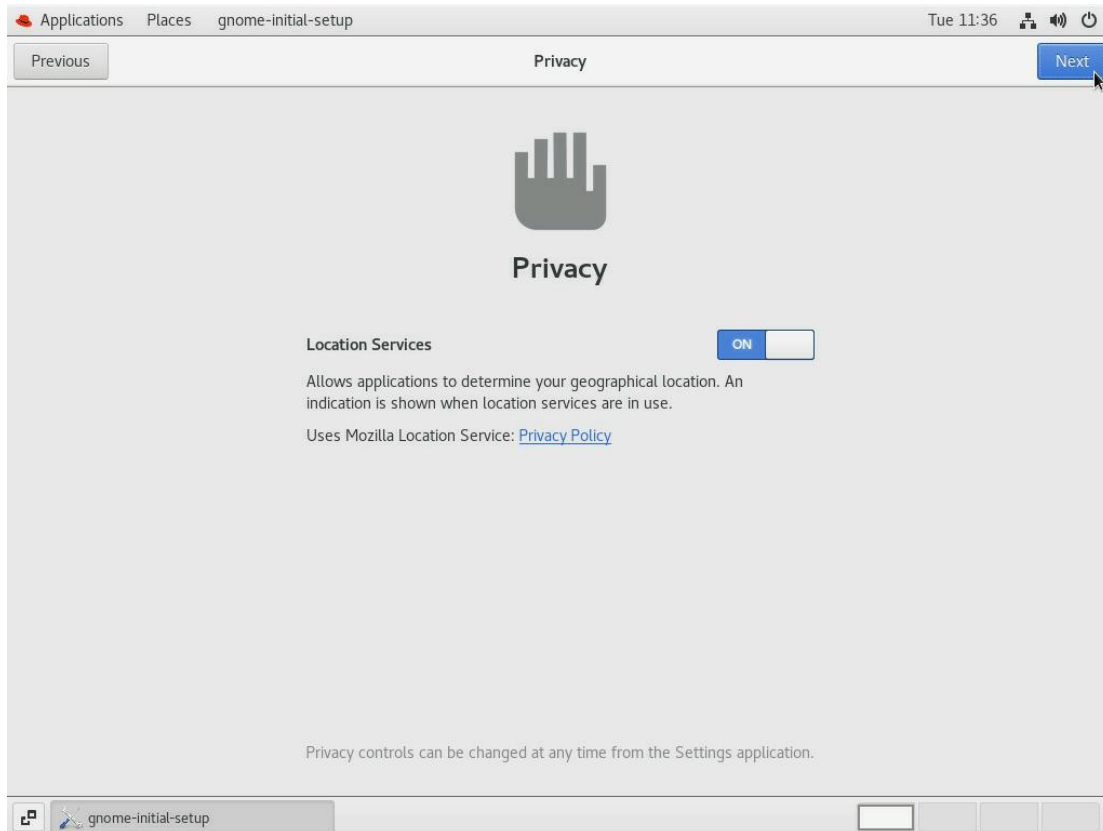 Applications Places gnome-initial-setup Tue 11:36
Previous Privacy Next
Privacy
Location Services ON
Allows applications to determine your geographical location. An
indication is shown when location services are in use.
Uses Mozilla Location Service: Privacy Policy
Privacy controls can be changed at any time from the Settings application.
gnome-initial-setup